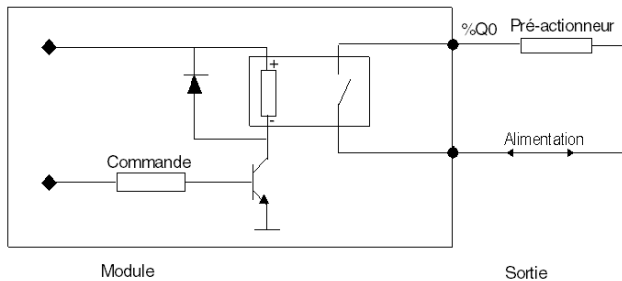 %Q0
Pré-actionneur
+
-
Alimentation
Commande
Module
Sortie